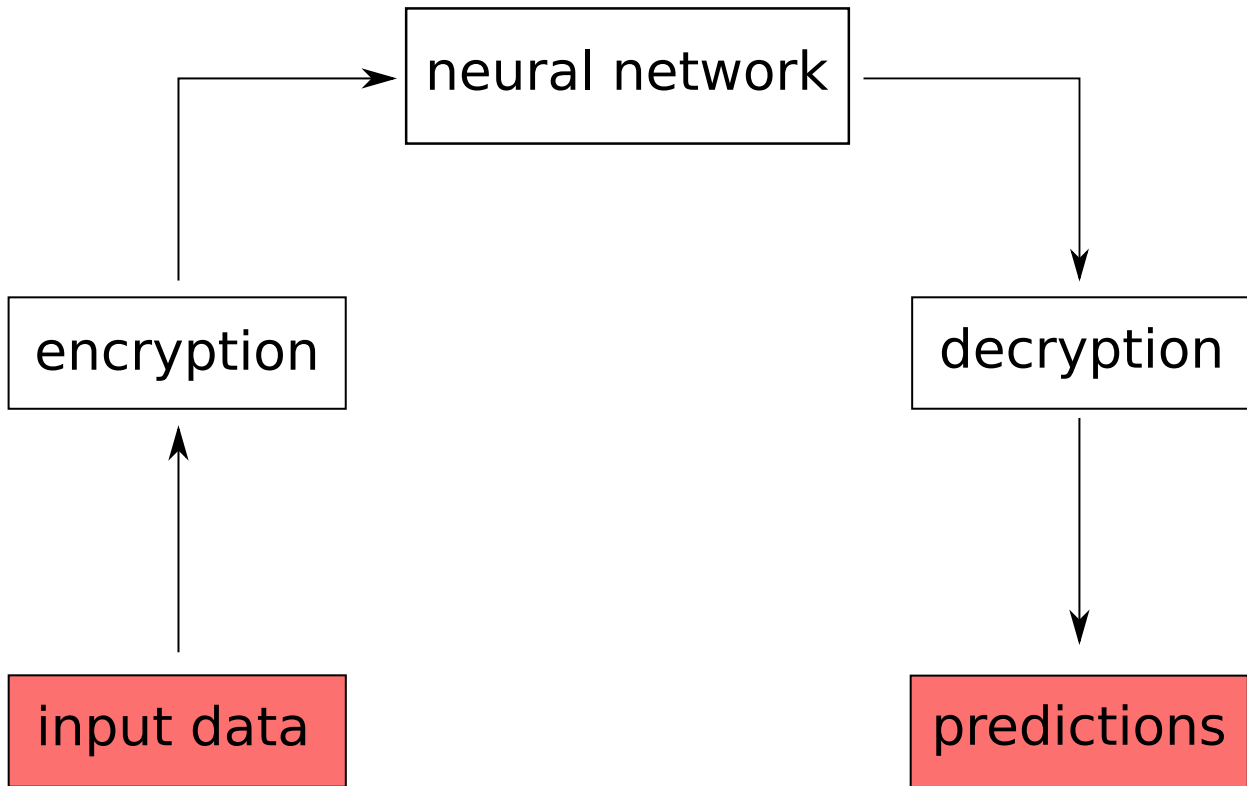 neural network
encryption
decryption
input data
predictions